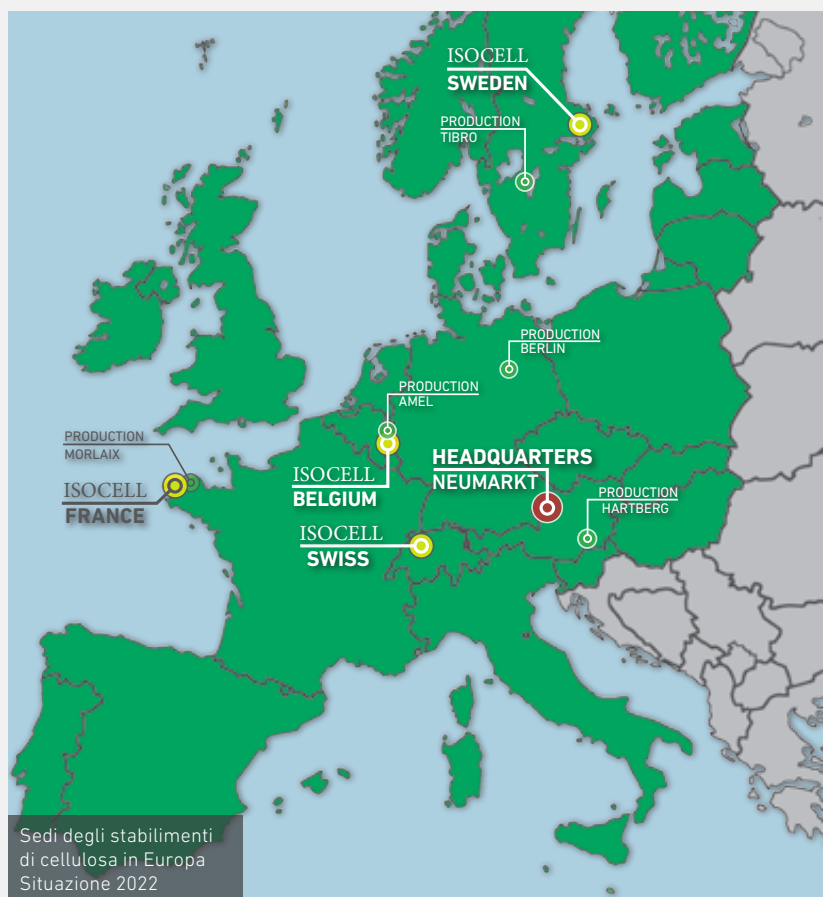 ISOCELL
SWEDEN
PRODUCTION
TIBRO
PRODUCTION
BERLIN
PRODUCTION
AMEL
PRODUCTION
MORLAIX
ISOCELL
FRANCE
ISOCELL
BELGIUM
HEADQUARTERS
NEUMARKT
PRODUCTION
HARTBERG
ISOCELL
SWISS
Sedi degli stabilimenti
di cellulosa in Europa
Situazione 2022